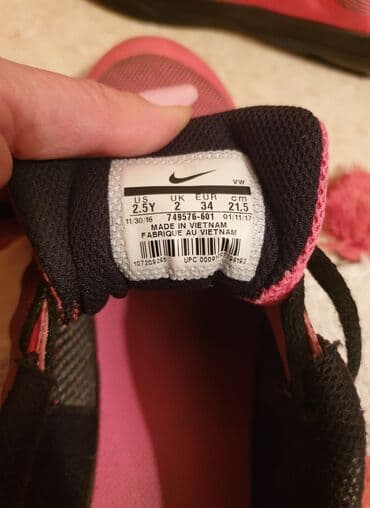 VW
US UK EUR cm
2.5Y 2 34 21.5
11/30/16 749576-601 01/11/17
MADE IN VIETNAM
FABRIQUE AU VIETNAM
UPC